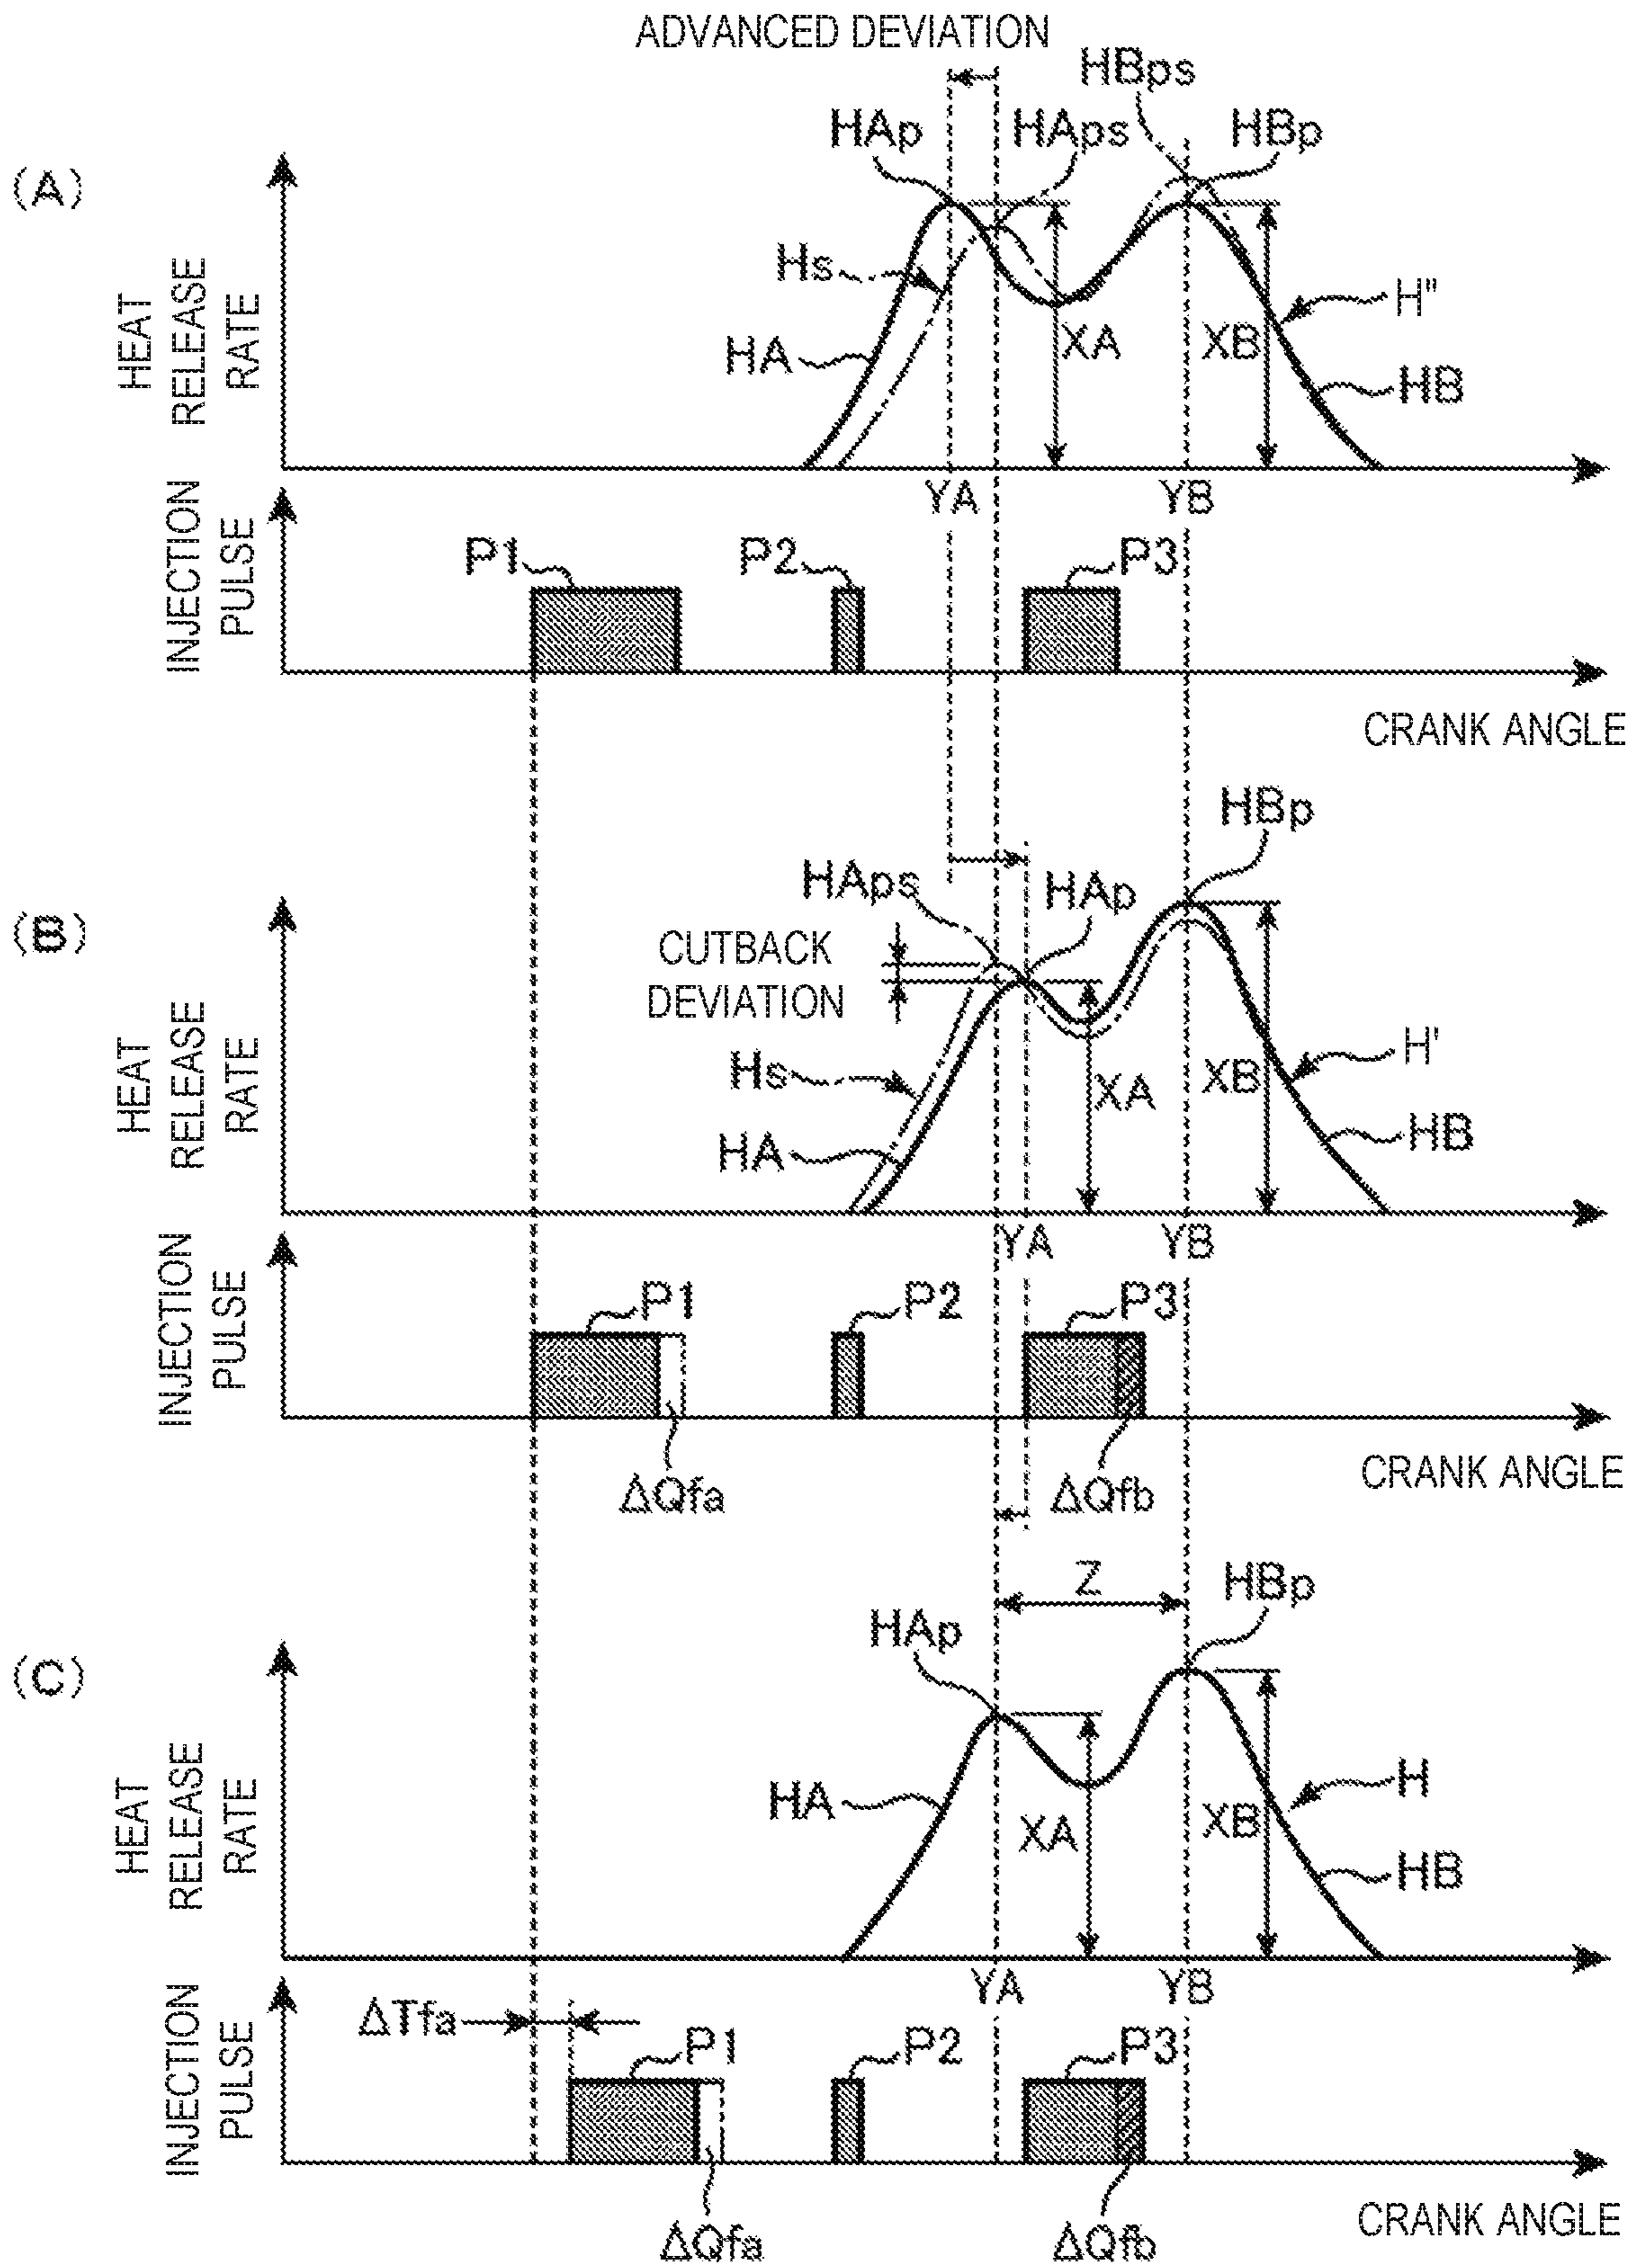 ADVANCED DEVIATION
HBps
HAp
HAps
HBp
(A)
Hs
H"
HEAT
RELEASE
RATE
HA
XA
XB
HB
YA
YB
INJECTION
PULSE
P1
P2
P3
CRANK ANGLE
HBp
HAps
HAp
(B)
CUTBACK
DEVIATION
Hs
H'
HEAT
RELEASE
RATE
XA
XB
HA
HB
YA
YB
INJECTION
PULSE
P1
P2
P3
ΔQfa
ΔQfb
CRANK ANGLE
Z
HBp
HAp
(C)
HEAT
RELEASE
RATE
HA
XA
XB
H
HB
YA
YB
INJECTION
PULSE
ΔTfa
P1
P2
P3
ΔQfa
ΔQfb
CRANK ANGLE